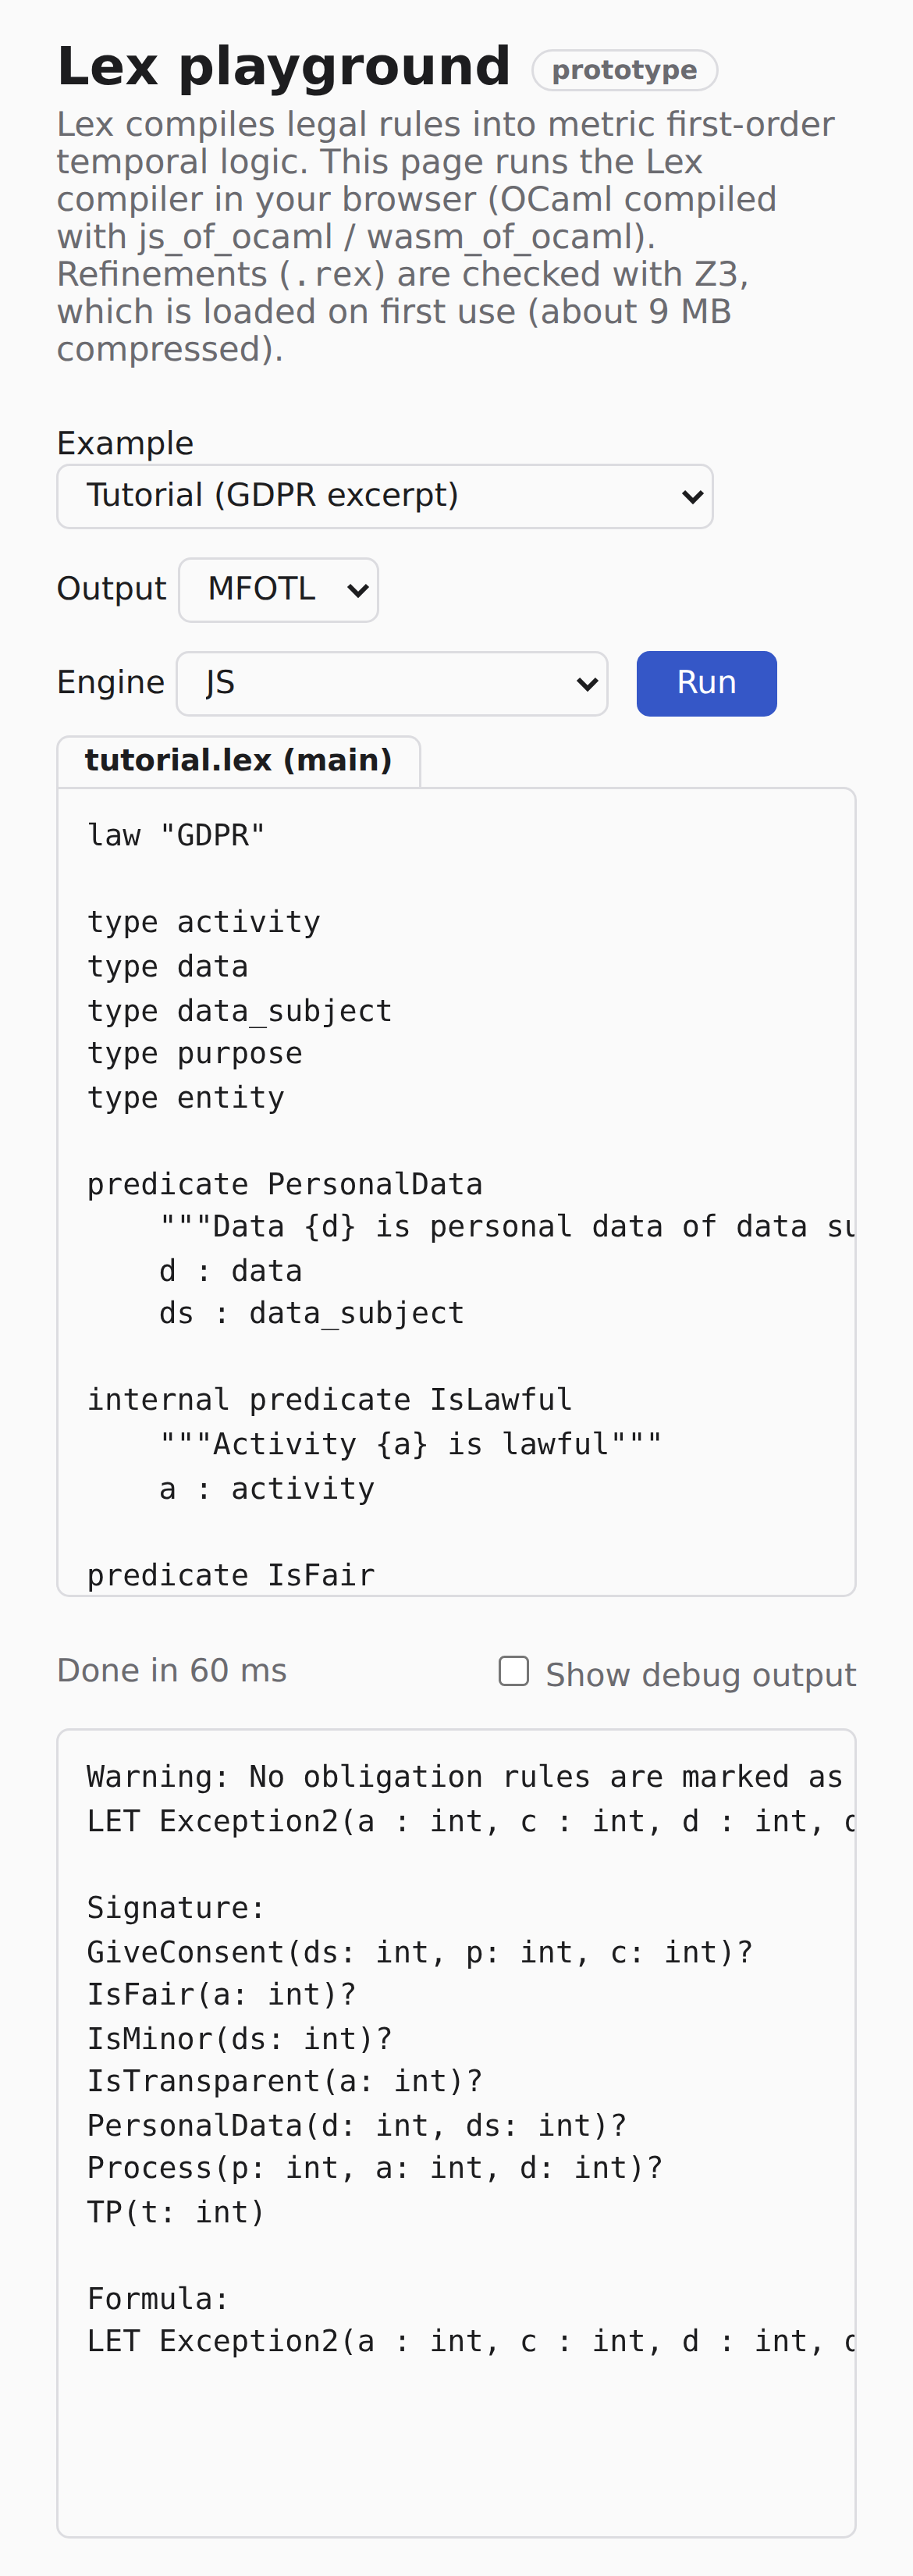 Lex playground prototype
Lex compiles legal rules into metric first-order
temporal logic. This page runs the Lex
compiler in your browser (OCaml compiled
with js_of_ocaml / wasm_of_ocaml).
Refinements (.rex) are checked with Z3,
which is loaded on first use (about 9 MB
compressed).
Example
Tutorial (GDPR excerpt)
Output MFOTL
Engine JS Run
tutorial.lex (main)
law "GDPR"
type activity
type data
type data_subject
type purpose
type entity
predicate PersonalData
"""Data {d} is personal data of data su
d : data
ds : data_subject
internal predicate IsLawful
"""Activity {a} is lawful"""
a : activity
predicate IsFair
Done in 60 ms Show debug output
Warning: No obligation rules are marked as
LET Exception2(a : int, c : int, d : int,
Signature:
GiveConsent(ds: int, p: int, c: int)?
IsFair(a: int)?
IsMinor(ds: int)?
IsTransparent(a: int)?
PersonalData(d: int, ds: int)?
Process(p: int, a: int, d: int)?
TP(t: int)
Formula:
LET Exception2(a : int, c : int, d : int,